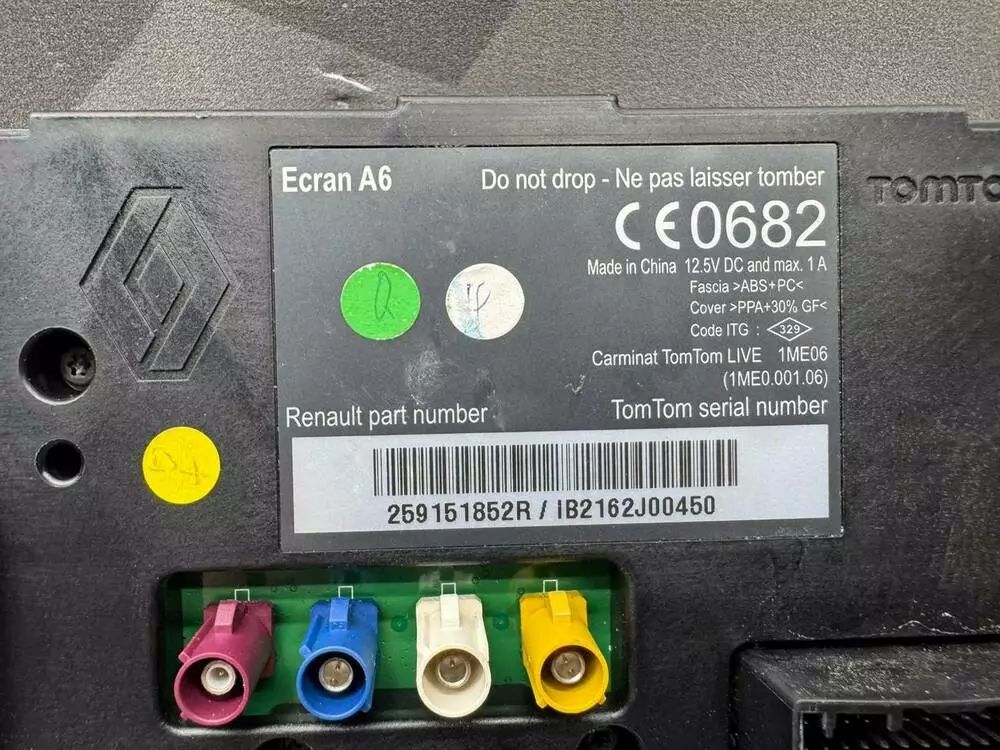 Ecran A6
Do not drop - Ne pas laisser tomber
CE0682
Made in China 12.5V DC and max. 1 A
Fascia >ABS+PC<
Cover >PPA+30% GF<
Code ITG : 329
Carminat TomTom LIVE 1ME06
(1ME0.001.06)
Renault part number
TomTom serial number
259151852R / IB2162J00450
TOMTO
D4